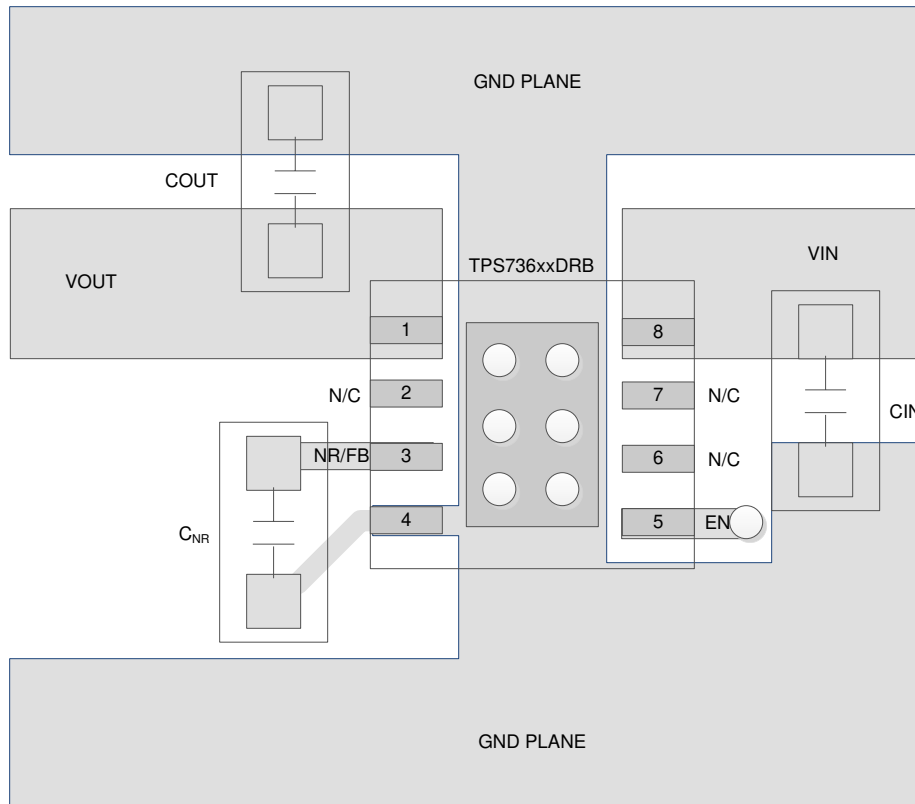 GND PLANE
COUT
TPS736xxDRB
VIN
VOUT
1
8
N/C
2
7
N/C
CIN
NR/FB
3
6
N/C
4
5
EN
CNR
GND PLANE